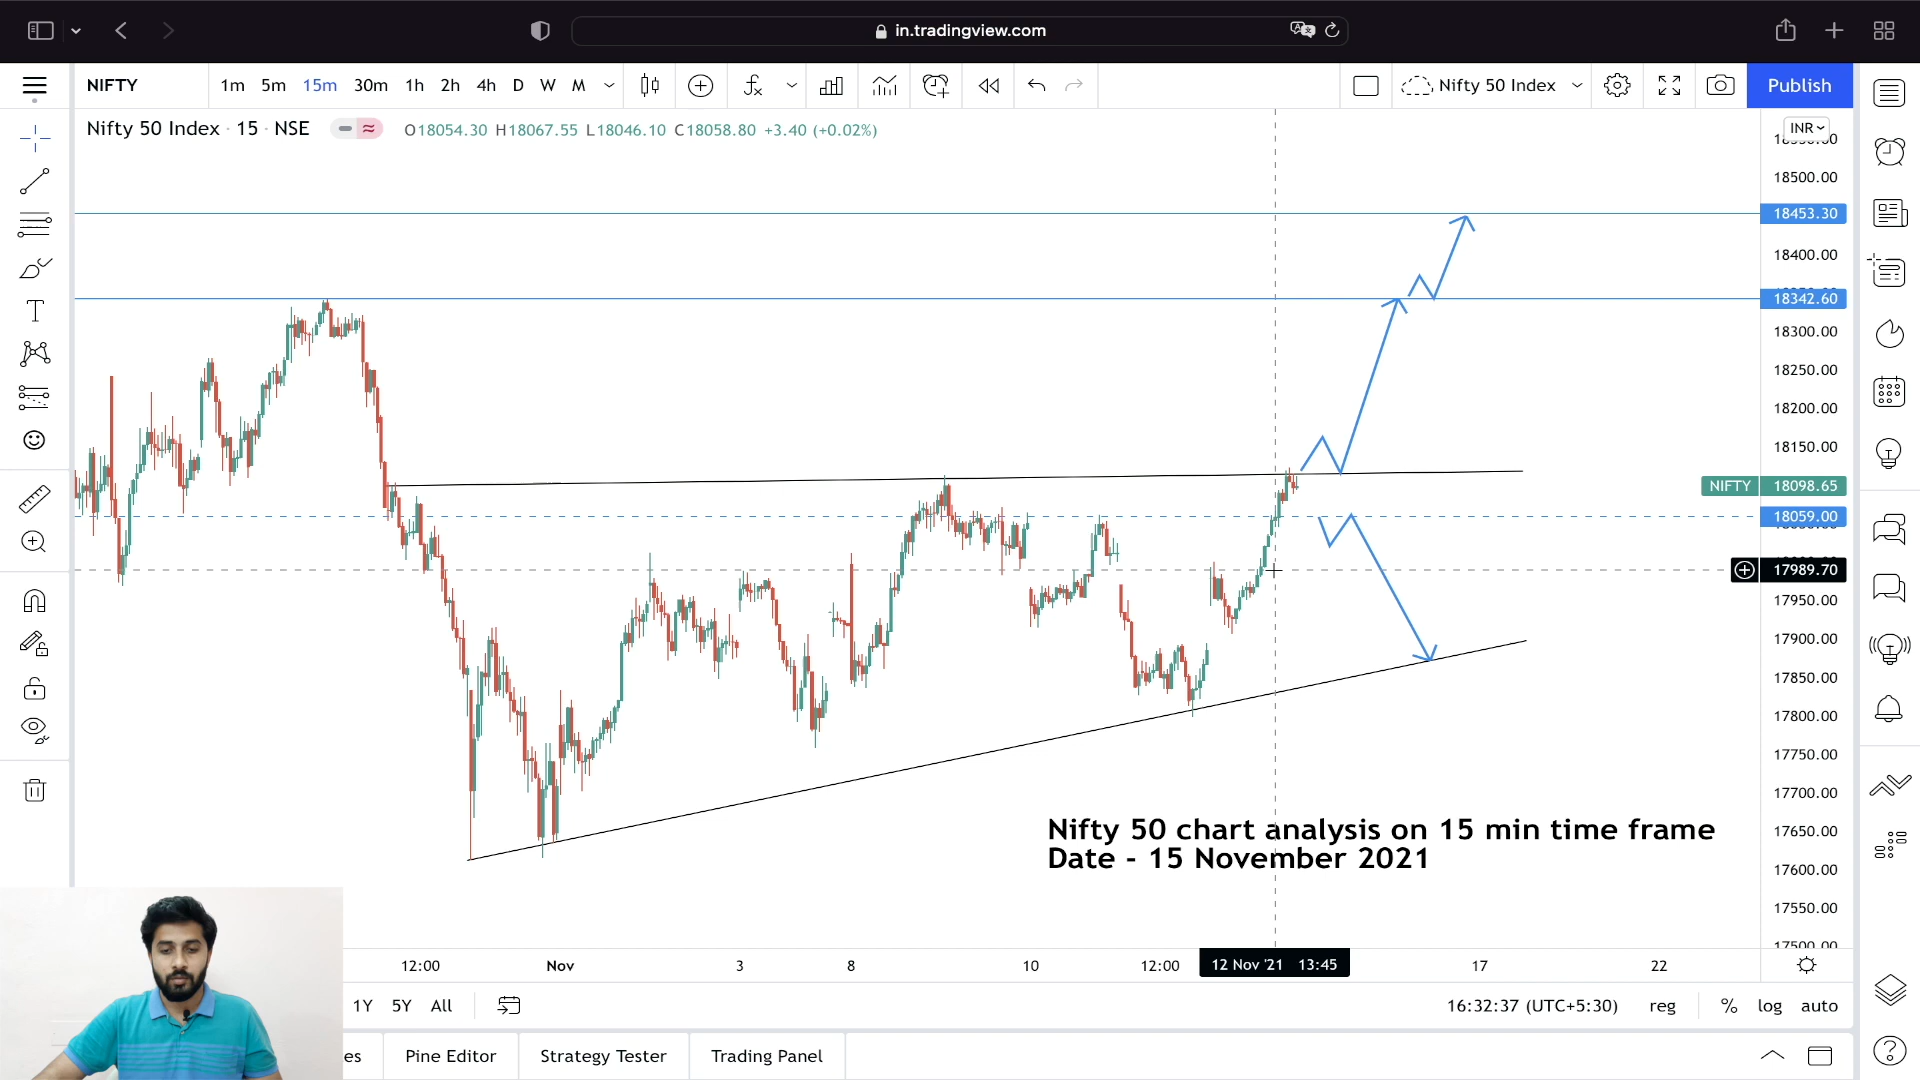 in.tradingview.com
NIFTY 1m 5m 15m 30m 1h 2h 4h D W M Nifty 50 Index Publish
Nifty 50 Index · 15 · NSE O18054.30 H18067.55 L18046.10 C18058.80 +3.40 (+0.02%)
INR
18500.00
18453.30
18400.00
18342.60
18300.00
18250.00
18200.00
18150.00
NIFTY 18098.65
18059.00
17989.70
17950.00
17900.00
17850.00
17800.00
17750.00
17700.00
17650.00
17600.00
17550.00
17500.00
Nifty 50 chart analysis on 15 min time frame
Date - 15 November 2021
12:00 Nov 3 8 10 12:00 12 Nov '21 13:45 17 22
1Y 5Y All 16:32:37 (UTC+5:30) reg % log auto
es Pine Editor Strategy Tester Trading Panel